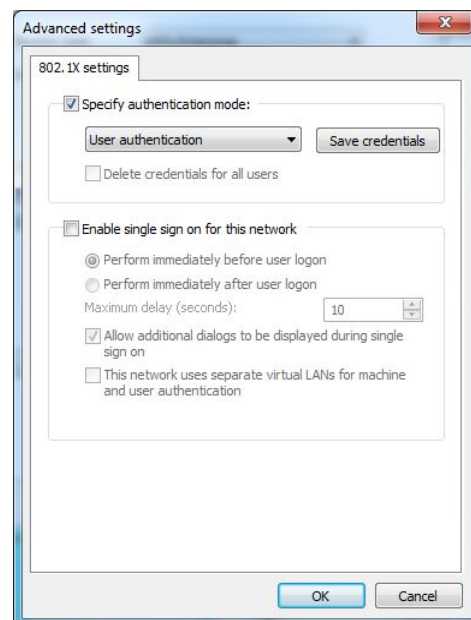 Advanced settings
802.1X settings
Specify authentication mode:
User authentication
Save credentials
Delete credentials for all users
Enable single sign on for this network
Perform immediately before user logon
Perform immediately after user logon
Maximum delay (seconds):
10
Allow additional dialogs to be displayed during single
sign on
This network uses separate virtual LANs for machine
and user authentication
OK
Cancel